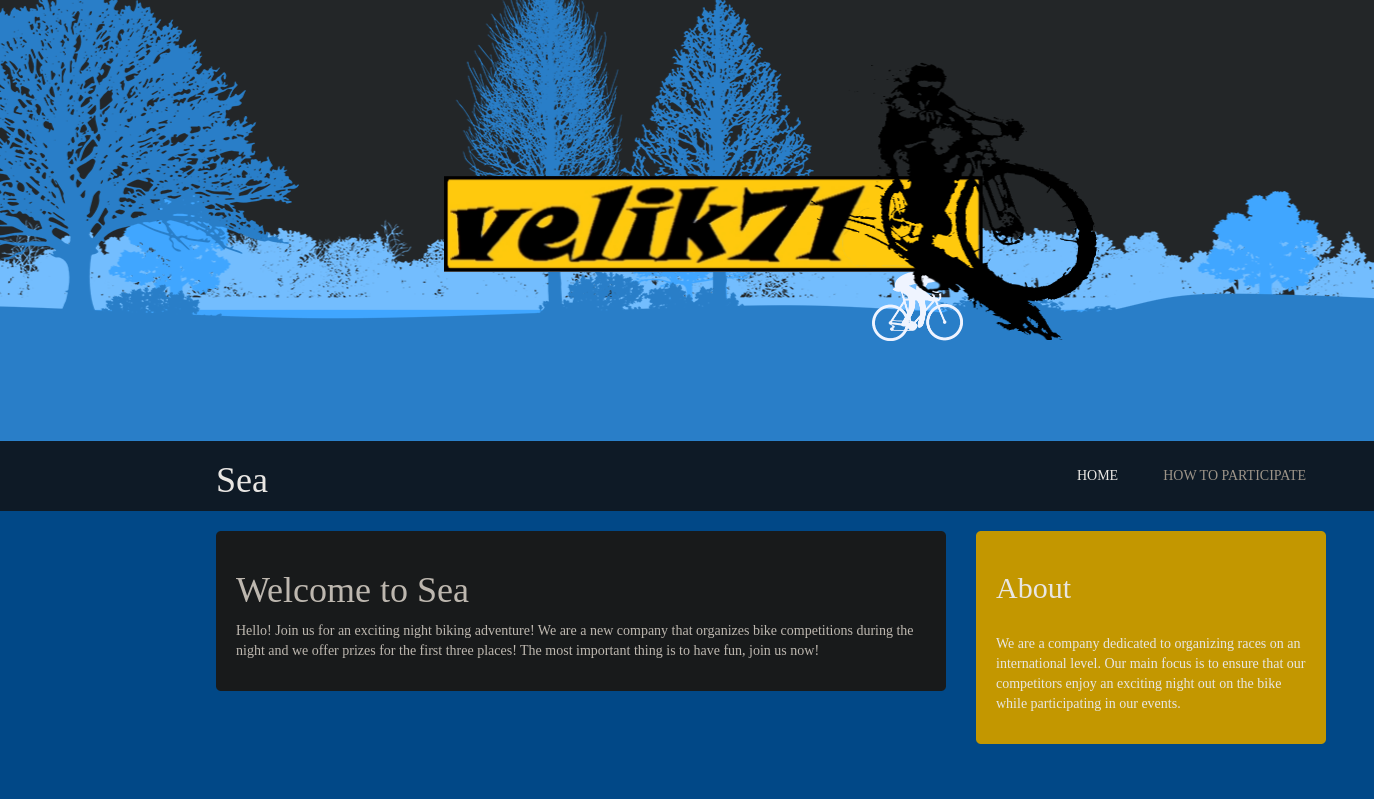 velik71
Sea
HOME
HOW TO PARTICIPATE
Welcome to Sea
Hello! Join us for an exciting night biking adventure! We are a new company that organizes bike competitions during the
night and we offer prizes for the first three places! The most important thing is to have fun, join us now!
About
We are a company dedicated to organizing races on an
international level. Our main focus is to ensure that our
competitors enjoy an exciting night out on the bike
while participating in our events.